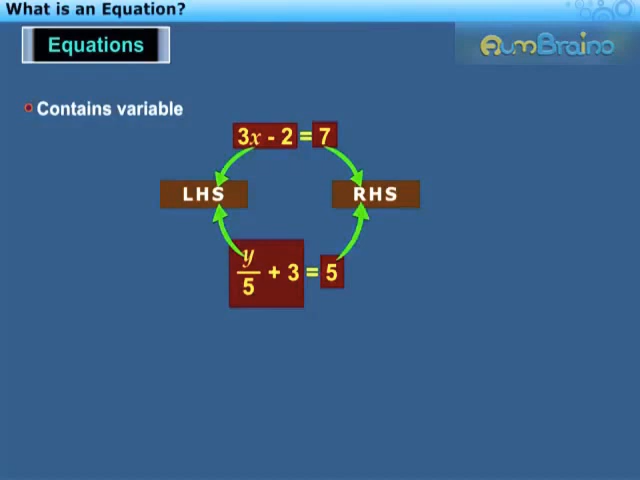 What is an Equation?
Equations
AumBraino
Contains variable
3x - 2 = 7
LHS
RHS
y/5 + 3 = 5